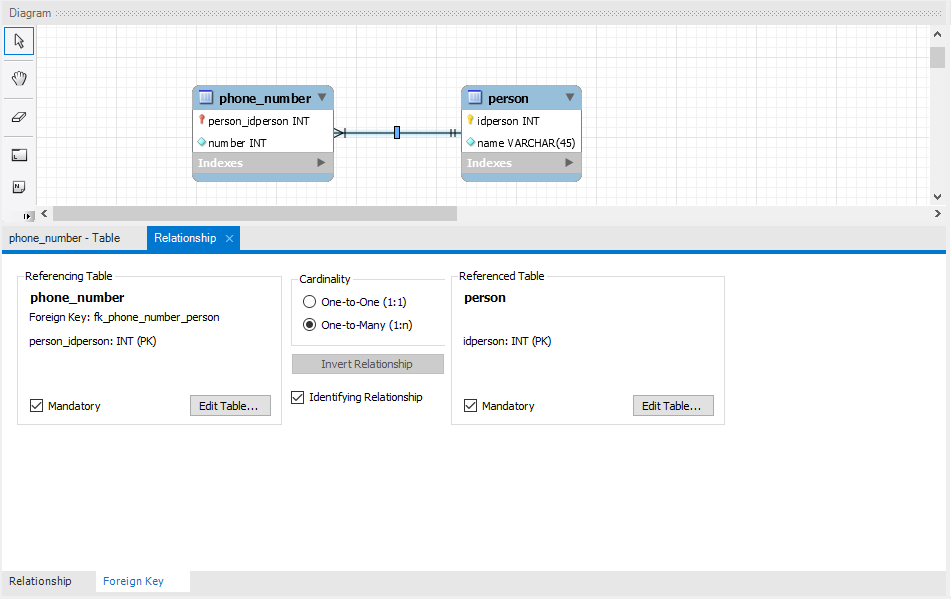 Diagram
phone_number
person_idperson INT
number INT
Indexes
person
idperson INT
name VARCHAR(45)
Indexes
phone_number - Table
Relationship
Referencing Table
phone_number
Foreign Key: fk_phone_number_person
person_idperson: INT (PK)
Mandatory
Edit Table...
Cardinality
One-to-One (1:1)
One-to-Many (1:n)
Invert Relationship
Identifying Relationship
Referenced Table
person
idperson: INT (PK)
Mandatory
Edit Table...
Relationship
Foreign Key